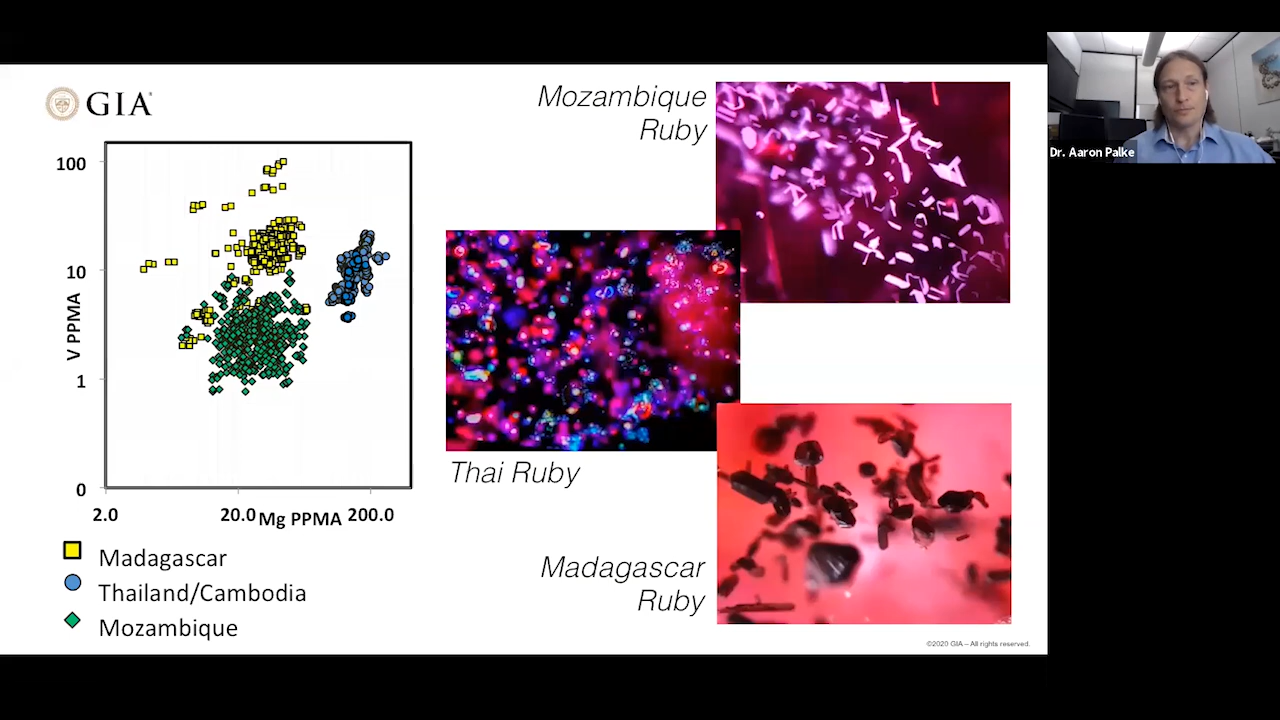 GIA
Mozambique
Ruby
Dr. Aaron Palke
100
10
V PPMA
1
0
2.0
20.0
Mg PPMA
200.0
Thai Ruby
Madagascar
Thailand/Cambodia
Mozambique
Madagascar
Ruby
©2020 GIA – All rights reserved.